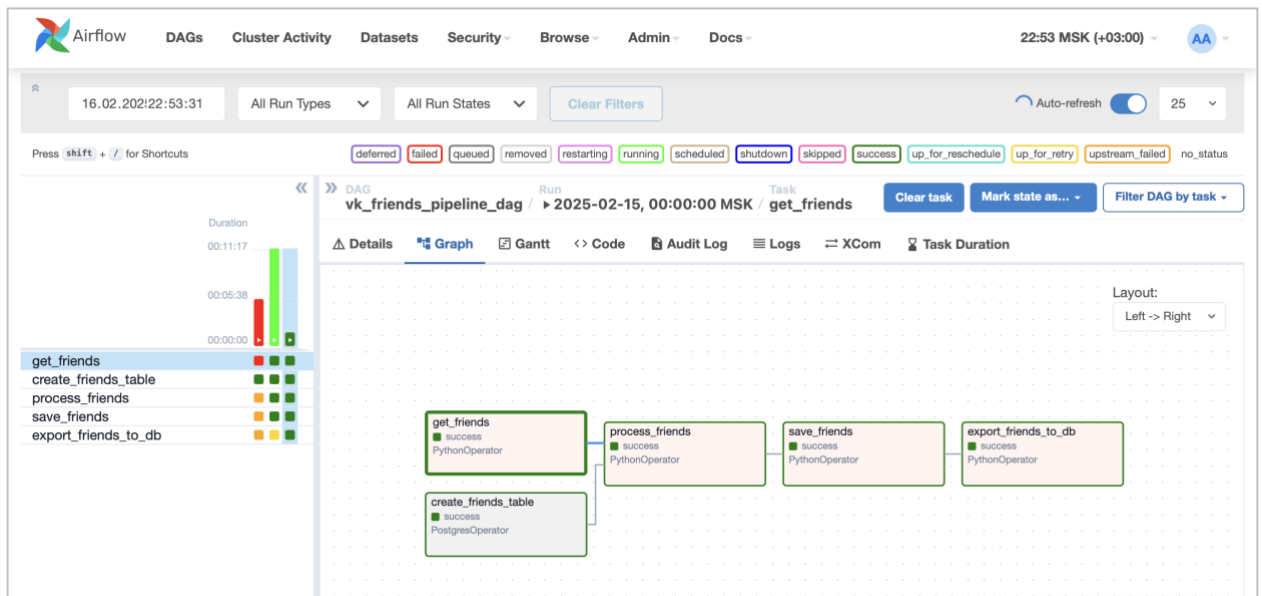 Airflow DAGs Cluster Activity Datasets Security Browse Admin Docs 22:53 MSK (+03:00) AA
16.02.202!22:53:31 All Run Types All Run States Clear Filters Auto-refresh 25
Press shift + / for Shortcuts deferred failed queued removed restarting running scheduled shutdown skipped success up_for_reschedule up_for_retry upstream_failed no_status
DAG Run Task
vk_friends_pipeline_dag / 2025-02-15, 00:00:00 MSK / get_friends Clear task Mark state as... Filter DAG by task
Details Graph Gantt Code Audit Log Logs XCom Task Duration
Duration
00:11:17
00:05:38
00:00:00
get_friends
create_friends_table
process_friends
save_friends
export_friends_to_db
Layout:
Left -> Right
get_friends
success
PythonOperator
process_friends
success
PythonOperator
save_friends
success
PythonOperator
export_friends_to_db
success
PythonOperator
create_friends_table
success
PostgresOperator